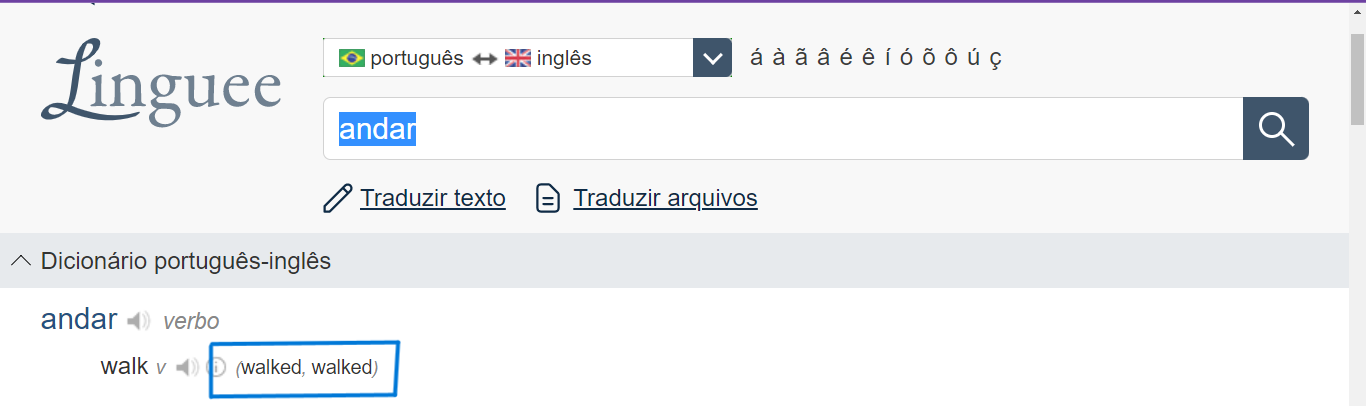 Linguee
português ↔ inglês
á à ã â é ê í ó õ ô ú ç
andar
Traduzir texto Traduzir arquivos
Dicionário português-inglês
andar verbo
walk v (walked, walked)